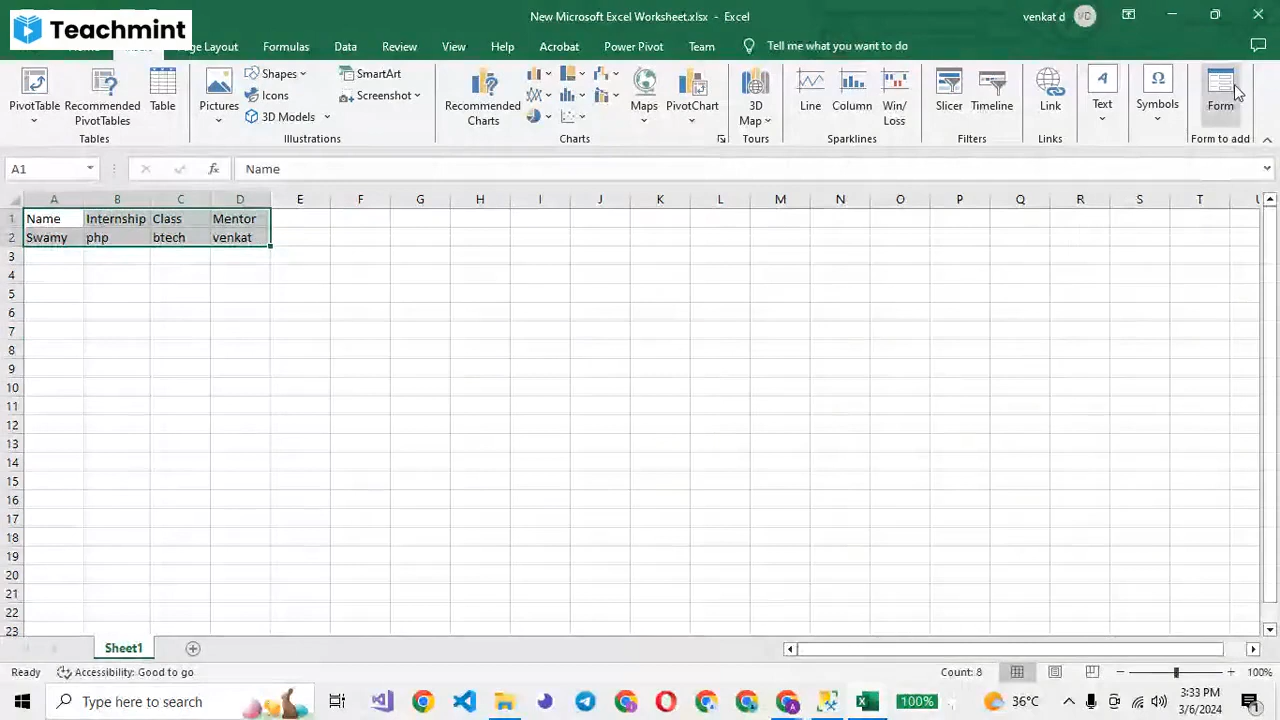 Teachmint
New Microsoft Excel Worksheet.xlsx - Excel
venkat d
VD
Page Layout
Formulas
Data
View
Help
Power Pivot
Team
Tell me what you want to do
PivotTable
Recommended PivotTables
Table
Pictures
Shapes
Icons
3D Models
SmartArt
Screenshot
Recommended Charts
Maps
PivotChart
3D Map
Line
Column
Win/Loss
Slicer
Timeline
Link
Text
Symbols
Form
Tables
Illustrations
Charts
Tours
Sparklines
Filters
Links
Form to add
A1
fx
Name
A B C D E F G H I J K L M N O P Q R S T U
1 Name Internship Class Mentor
2 Swamy php btech venkat
3
4
5
6
7
8
9
10
11
12
13
14
15
16
17
18
19
20
21
22
23
Sheet1
Ready
Accessibility: Good to go
Count: 8
100%
Type here to search
100%
36°C
3:33 PM
3/6/2024